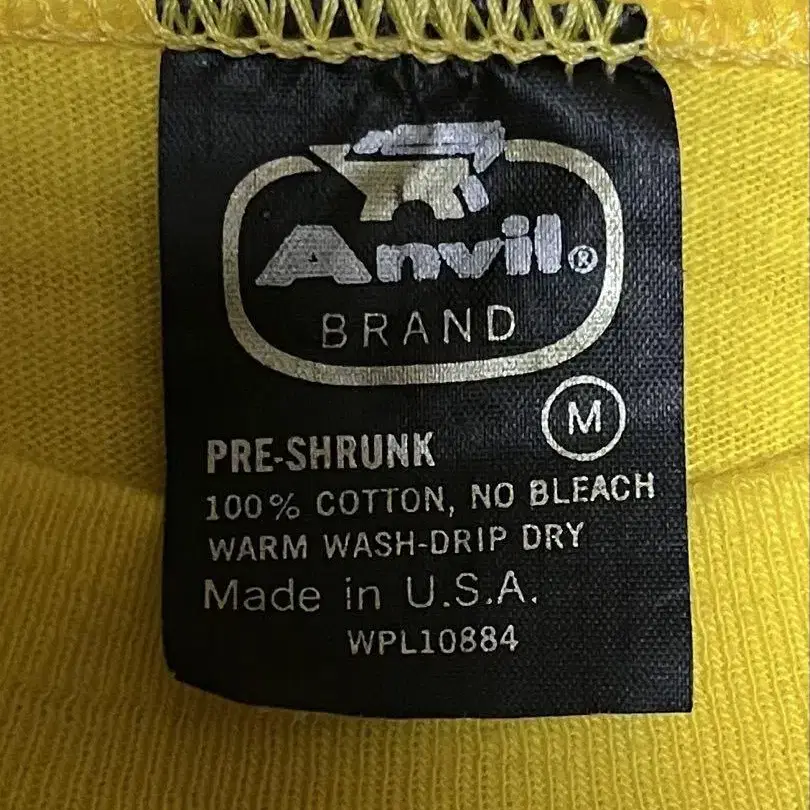 Anvil®
BRAND
M
PRE-SHRUNK
100% COTTON, NO BLEACH
WARM WASH-DRIP DRY
Made in U.S.A.
WPL10884